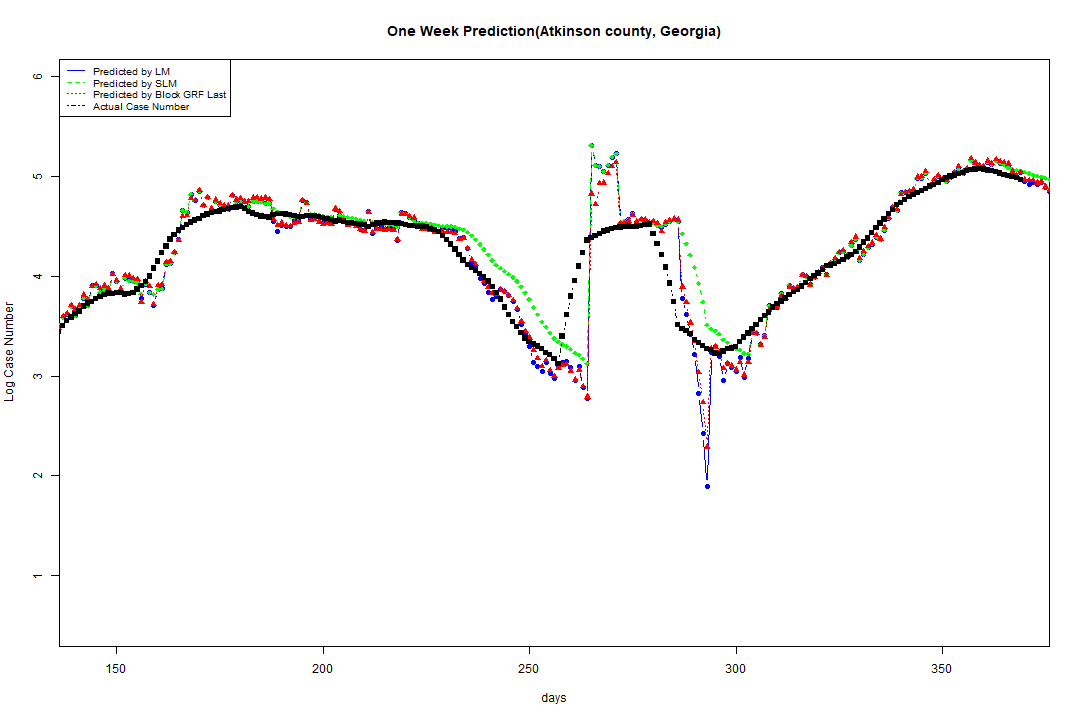 One Week Prediction(Atkinson county, Georgia)
Predicted by LM
Predicted by SLM
Predicted by Block GRF Last
Actual Case Number
6
5
4
3
2
1
Log Case Number
150
200
250
300
350
days